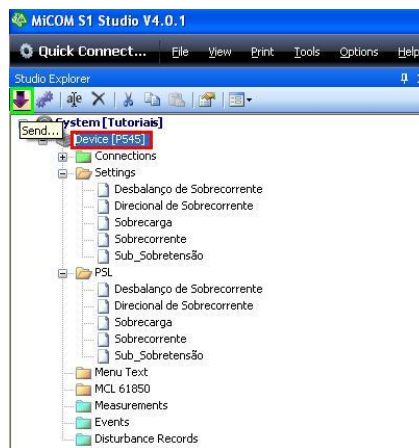 MiCOM S1 Studio V4.0.1
Quick Connect... File View Print Tools Options Help
Studio Explorer
Send...
System [Tutoriais]
Device [P545]
Connections
Settings
Desbalanço de Sobrecorrente
Direcional de Sobrecorrente
Sobrecarga
Sobrecorrente
Sub_Sobretensão
PSL
Desbalanço de Sobrecorrente
Direcional de Sobrecorrente
Sobrecarga
Sobrecorrente
Sub_Sobretensão
Menu Text
MCL 61850
Measurements
Events
Disturbance Records